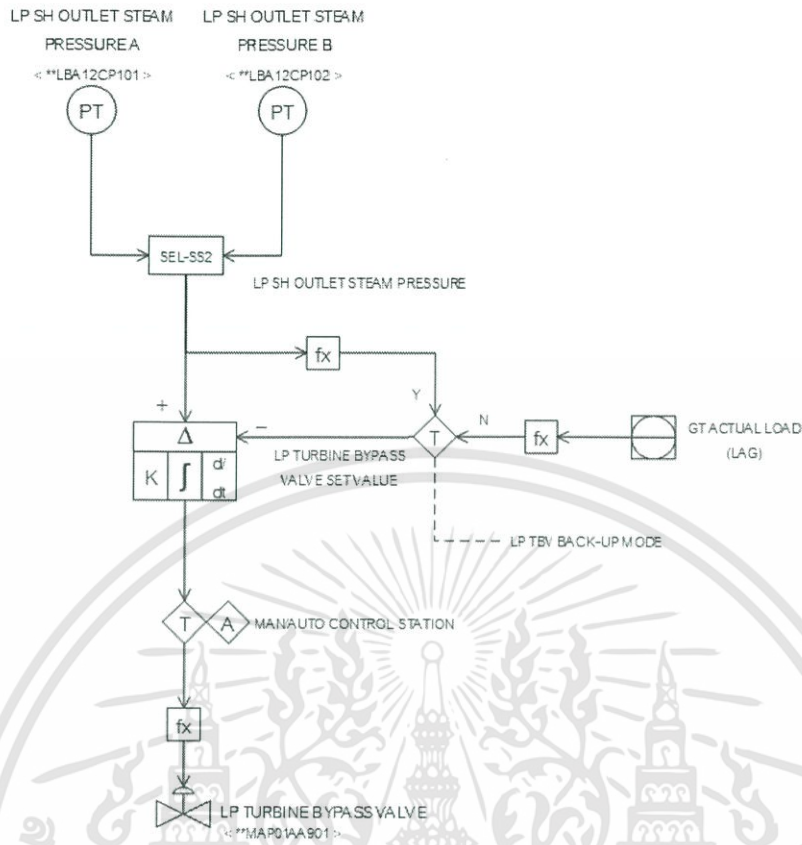 LP SH OUTLET STEAM
PRESSURE A
< **LBA12CP101 >
PT
LP SH OUTLET STEAM
PRESSURE B
< **LBA12CP102 >
PT
SEL-SS2
LP SH OUTLET STEAM PRESSURE
fx
Y
+
Δ
K
∫
di
dt
−
T
N
fx
GT ACTUAL LOAD
(LAG)
LP TURBINE BYPASS
VALVE SETVALUE
LP TBV BACK-UP MODE
T
A
MAN/AUTO CONTROL STATION
fx
LP TURBINE BYPASS VALVE
< **MAP01AA901 >